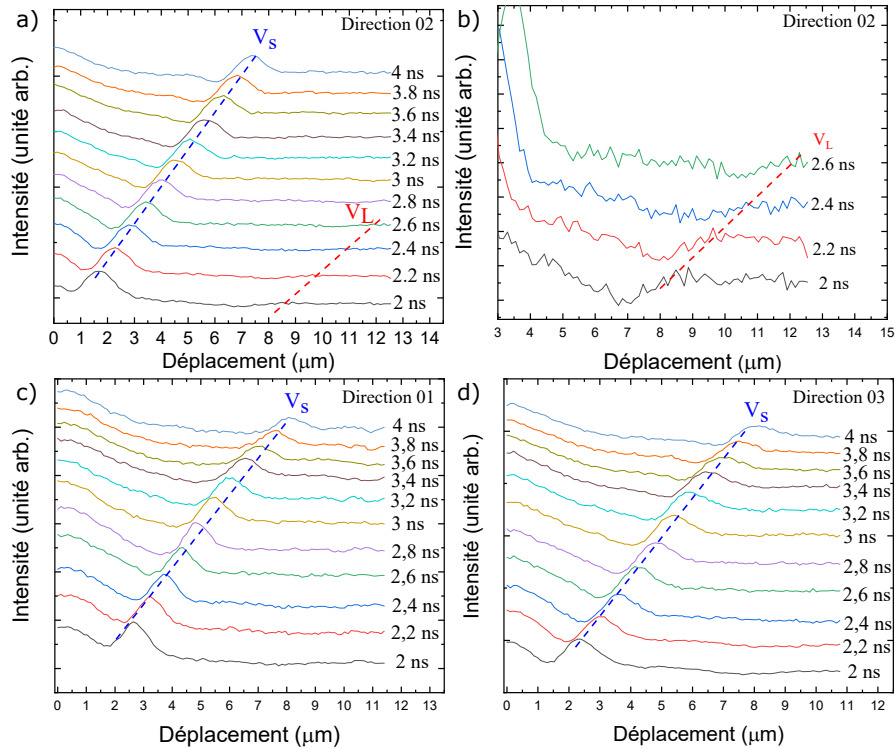 a)
Direction 02
V_S
V_L
4 ns
3.8 ns
3.6 ns
3.4 ns
3.2 ns
3 ns
2.8 ns
2.6 ns
2.4 ns
2.2 ns
2 ns
Intensité (unité arb.)
0 1 2 3 4 5 6 7 8 9 10 11 12 13 14
Déplacement (μm)
b)
Direction 02
V_L
2.6 ns
2.4 ns
2.2 ns
2 ns
Intensité (unité arb.)
3 4 5 6 7 8 9 10 11 12 13 14 15
Déplacement (μm)
c)
Direction 01
V_S
4 ns
3,8 ns
3,6 ns
3,4 ns
3,2 ns
3 ns
2,8 ns
2,6 ns
2,4 ns
2,2 ns
2 ns
Intensité (unité arb.)
0 1 2 3 4 5 6 7 8 9 10 11 12 13
Déplacement (μm)
d)
Direction 03
V_S
4 ns
3,8 ns
3,6 ns
3,4 ns
3,2 ns
3 ns
2,8 ns
2,6 ns
2,4 ns
2,2 ns
2 ns
Intensité (unité arb.)
0 1 2 3 4 5 6 7 8 9 10 11 12
Déplacement (μm)